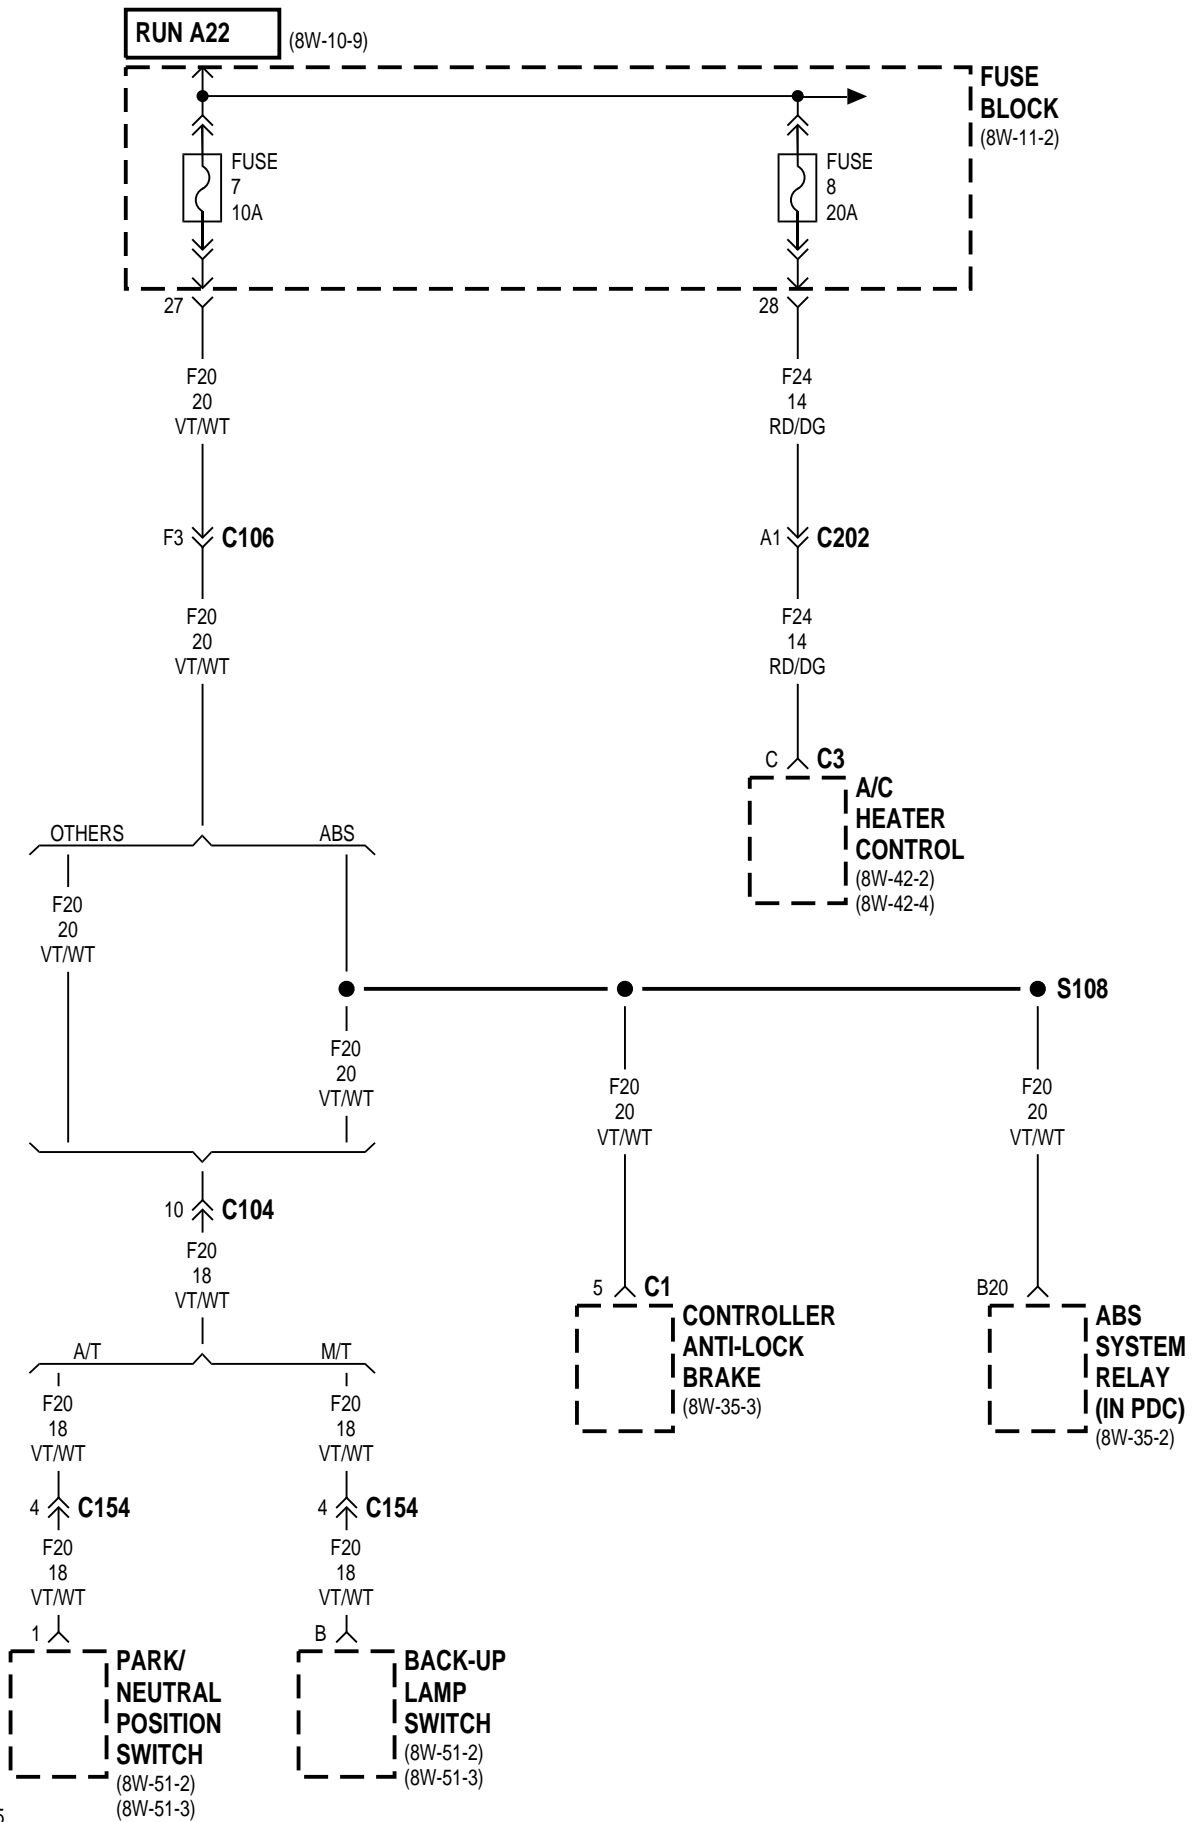 RUN A22
(8W-10-9)
FUSE
BLOCK
(8W-11-2)
FUSE
7
10A
FUSE
8
20A
27
28
F20
20
VT/WT
F24
14
RD/DG
F3
C106
A1
C202
F20
20
VT/WT
F24
14
RD/DG
C
C3
A/C
HEATER
CONTROL
(8W-42-2)
(8W-42-4)
OTHERS
ABS
F20
20
VT/WT
S108
F20
20
VT/WT
F20
20
VT/WT
F20
20
VT/WT
10
C104
F20
18
VT/WT
5
C1
CONTROLLER
ANTI-LOCK
BRAKE
(8W-35-3)
B20
ABS
SYSTEM
RELAY
(IN PDC)
(8W-35-2)
A/T
M/T
F20
18
VT/WT
F20
18
VT/WT
4
C154
4
C154
F20
18
VT/WT
F20
18
VT/WT
1
B
PARK/
NEUTRAL
POSITION
SWITCH
(8W-51-2)
(8W-51-3)
BACK-UP
LAMP
SWITCH
(8W-51-2)
(8W-51-3)